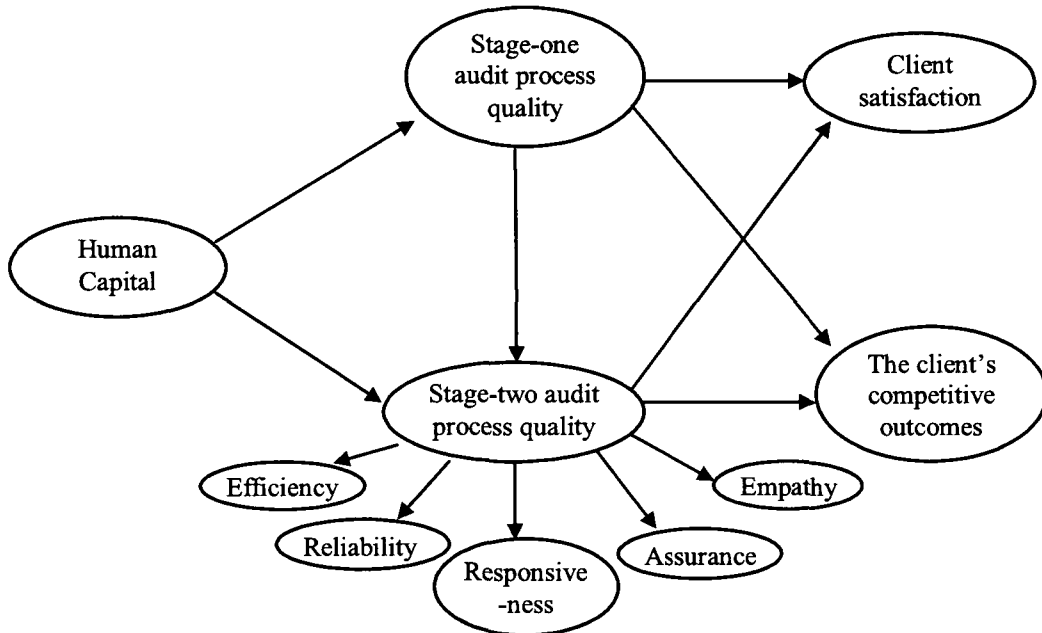 Stage-one
audit process
quality
Client
satisfaction
Human
Capital
The client's
competitive
outcomes
Stage-two audit
process quality
Efficiency
Empathy
Reliability
Assurance
Responsive
-ness